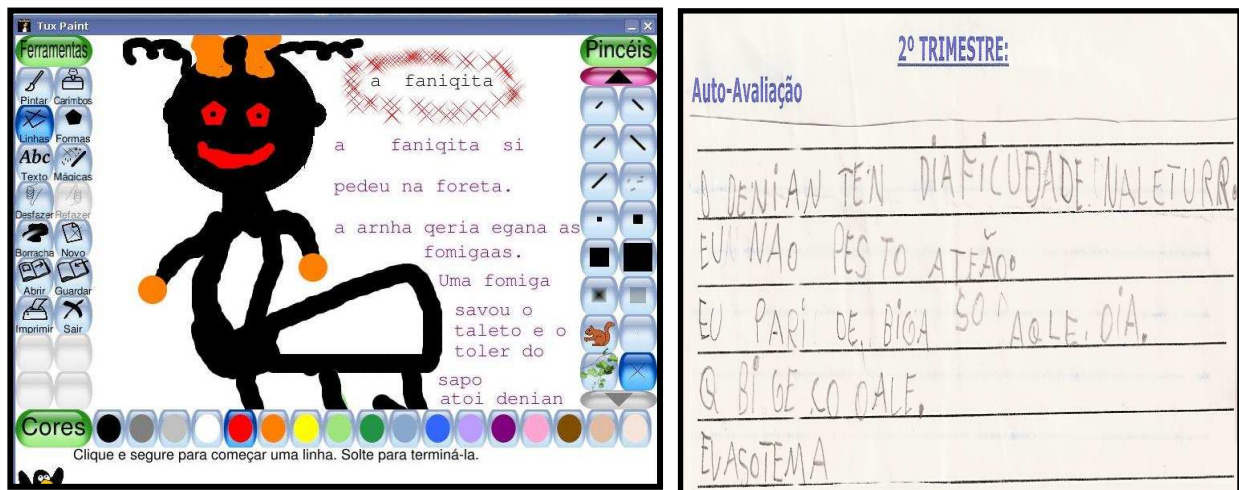 Tux Paint
Ferramentas
Pincéis
Pintar Carimbos
Linhas Formas
Abc
Texto Mágicas
Desfazer Refazer
Borracha Novo
Abrir Guardar
Imprimir Sair
a faniqita
a faniqita si
pedeu na foreta.
a arnha qeria egana as
fomigaas.
Uma fomiga
savou o
taleto e o
toler do
sapo
atoi denian
Cores
Clique e segure para começar uma linha. Solte para terminá-la.
2º TRIMESTRE:
Auto-Avaliação
O DENiAN TEN DiAFiCUDADE NALETURR.
EU NAO PESTO ATEÃO.
EU PARi DE BiGA SO AQLE DiA.
Q BiGE CO OALE.